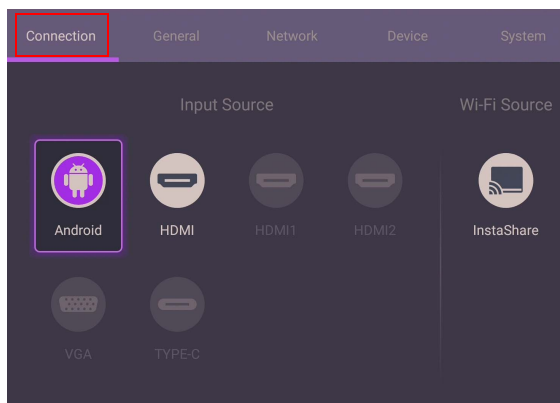 Connection General Network Device System
Input Source Wi-Fi Source
Android HDMI HDMI1 HDMI2 InstaShare
VGA TYPE-C